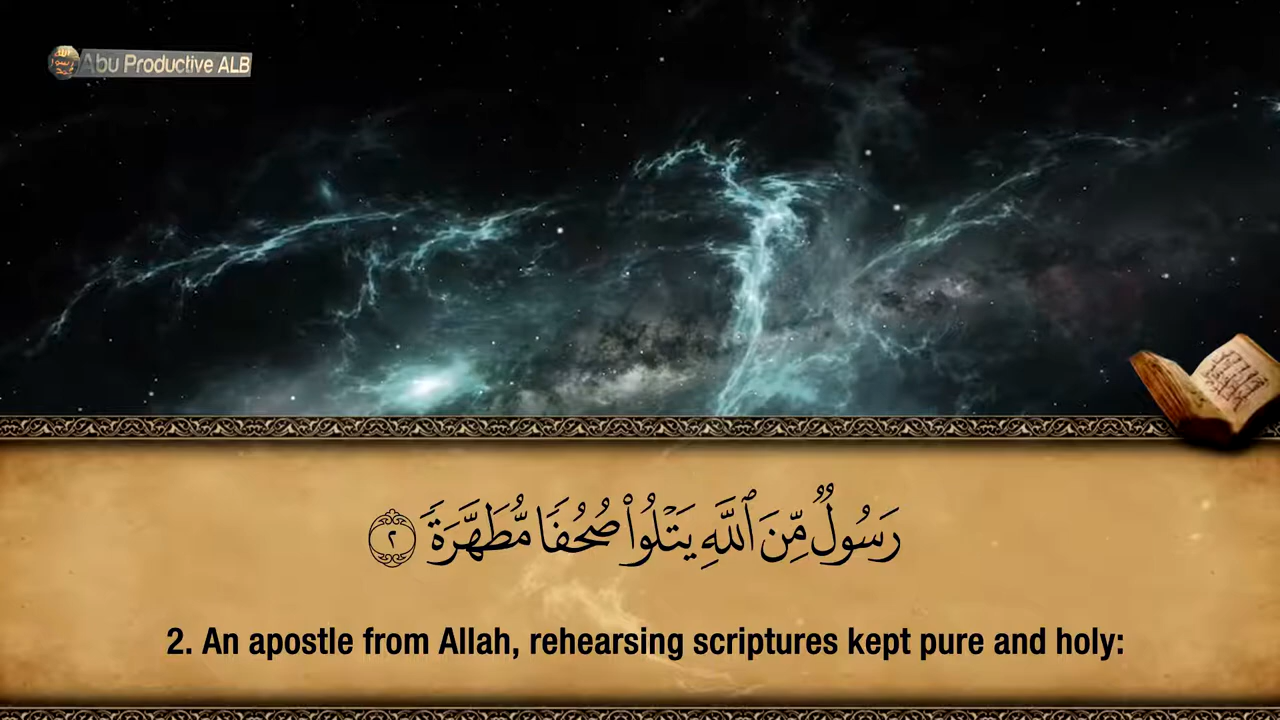 Abu Productive ALB
رَسُولٌ مِّنَ ٱللَّهِ يَتْلُوا۟ صُحُفًا مُّطَهَّرَةً ٢
2. An apostle from Allah, rehearsing scriptures kept pure and holy: